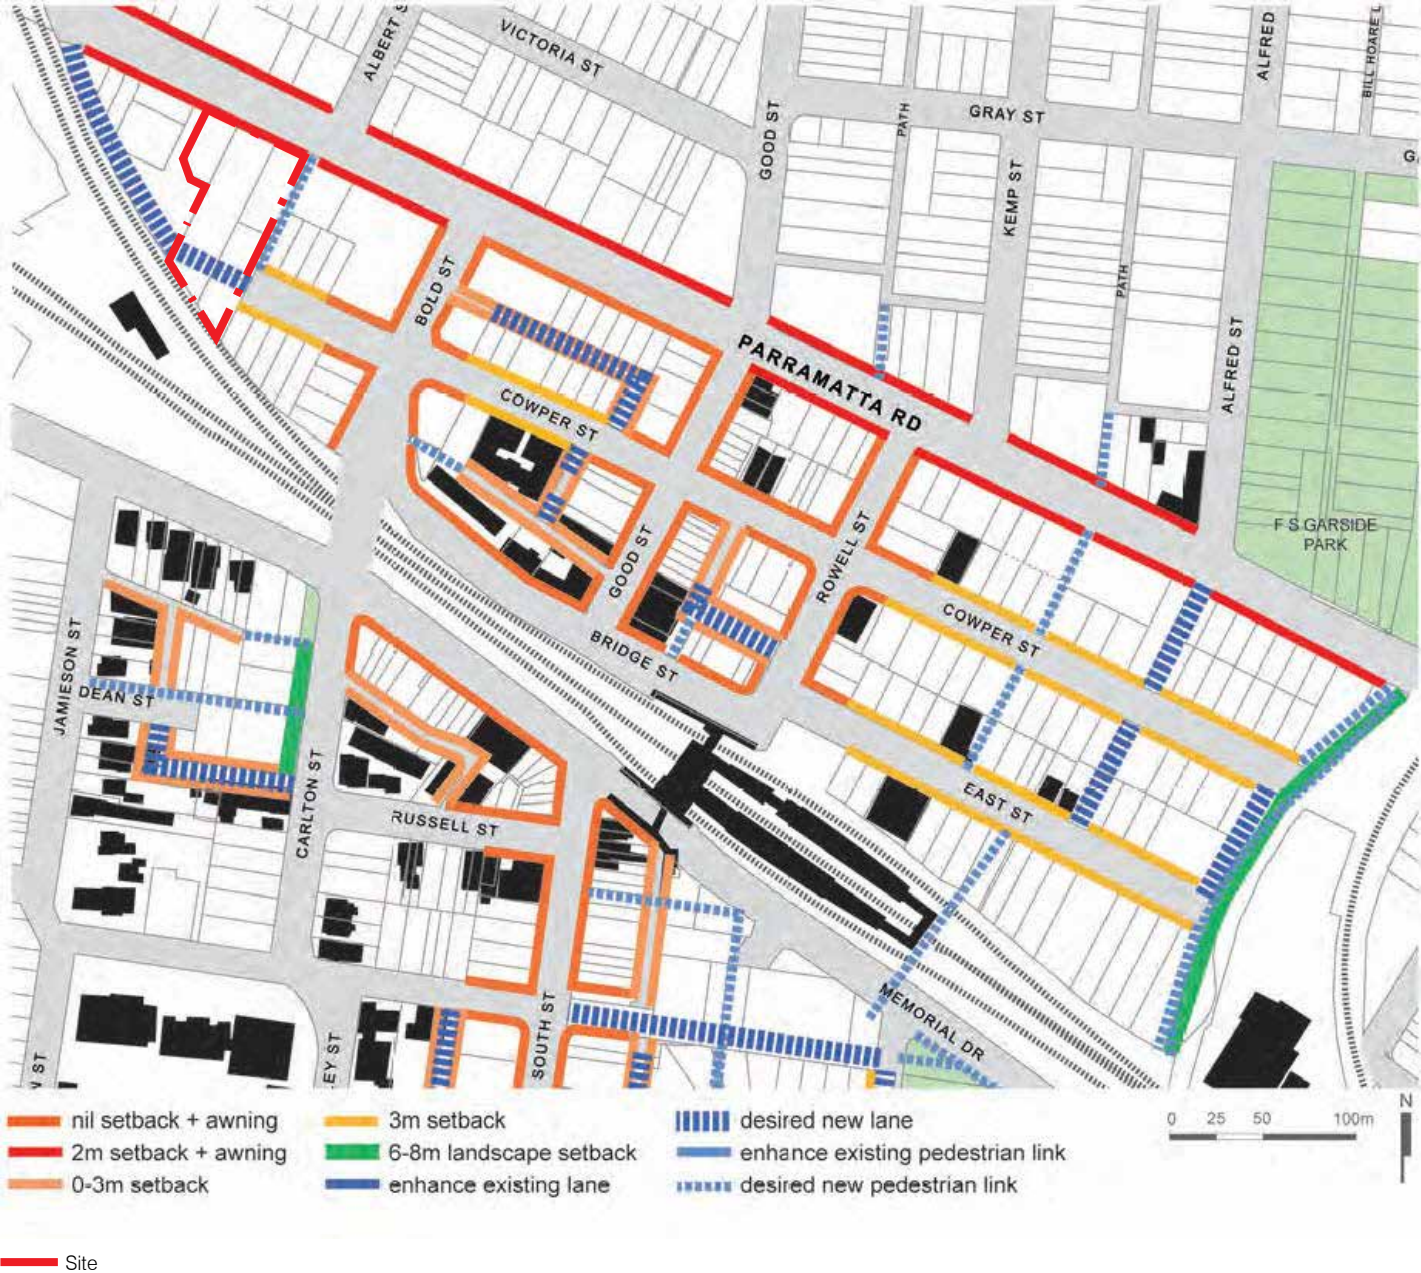 ALBERT S
VICTORIA ST
GOOD ST
PATH
GRAY ST
KEMP ST
ALFRED
BILL HOARE L
G
PATH
BOLD ST
PARRAMATTA RD
ALFRED ST
COWPER ST
F S GARSIDE
PARK
GOOD ST
ROWELL ST
COWPER ST
BRIDGE ST
JAMIESON ST
DEAN ST
CARLTON ST
RUSSELL ST
EAST ST
SOUTH ST
MEMORIAL DR
N ST
EY ST
nil setback + awning
2m setback + awning
0-3m setback
3m setback
6-8m landscape setback
enhance existing lane
desired new lane
enhance existing pedestrian link
desired new pedestrian link
0 25 50 100m
N
Site